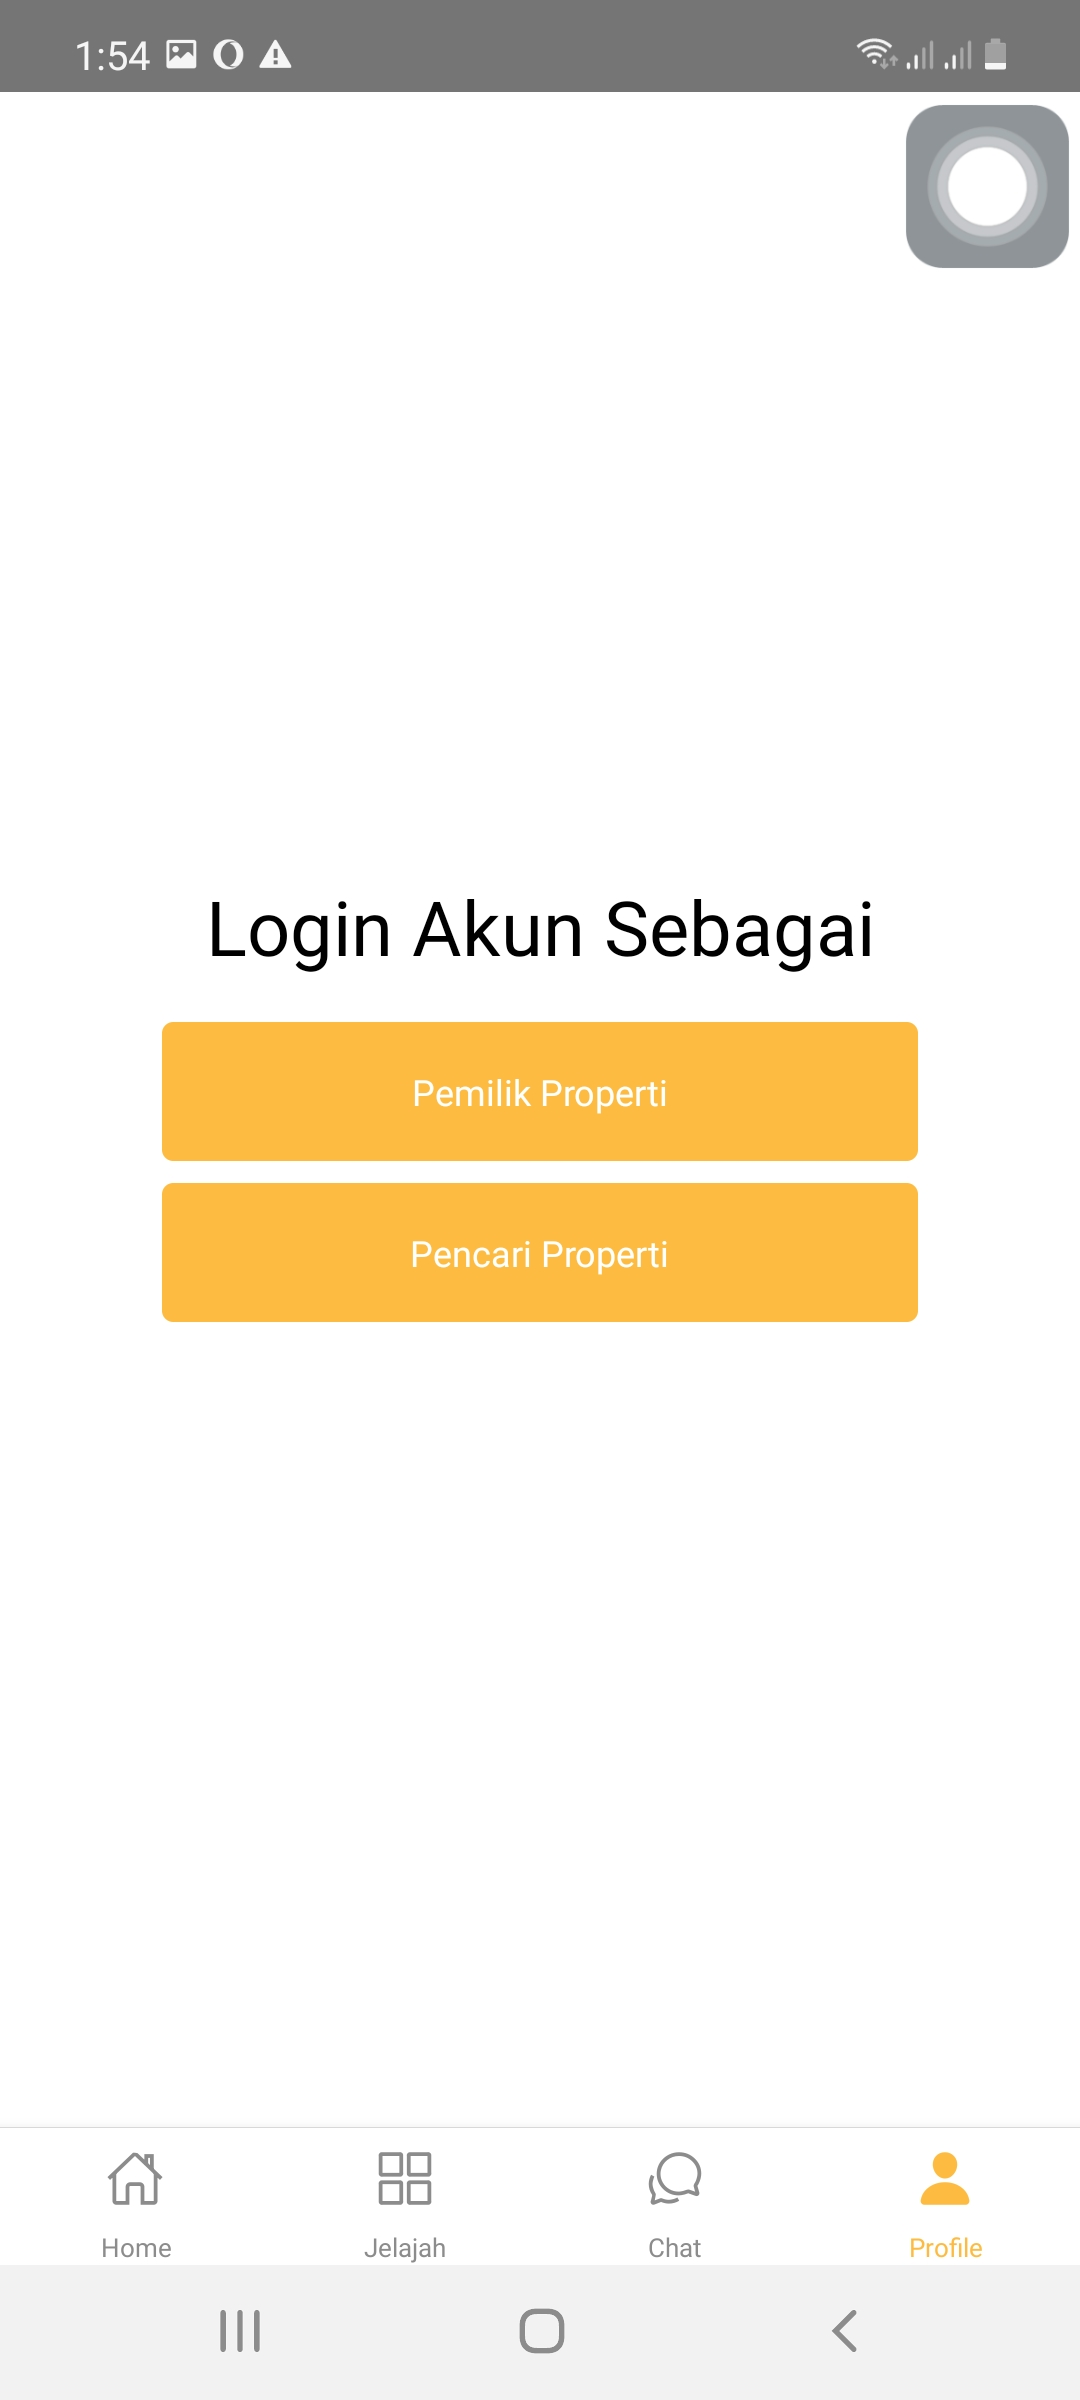 1:54
Login Akun Sebagai
Pemilik Properti
Pencari Properti
Home
Jelajah
Chat
Profile